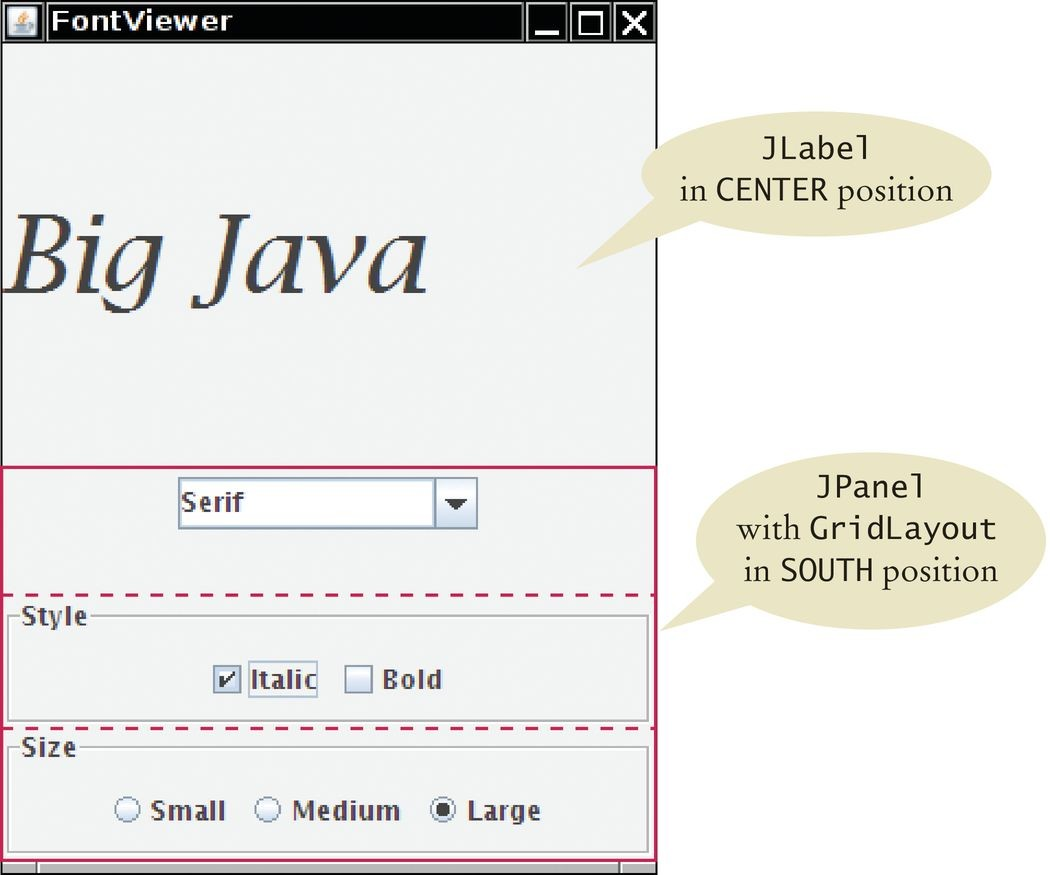 FontViewer
JLabel
in CENTER position
Big Java
Serif
JPanel
with GridLayout
in SOUTH position
Style
Italic Bold
Size
Small Medium Large